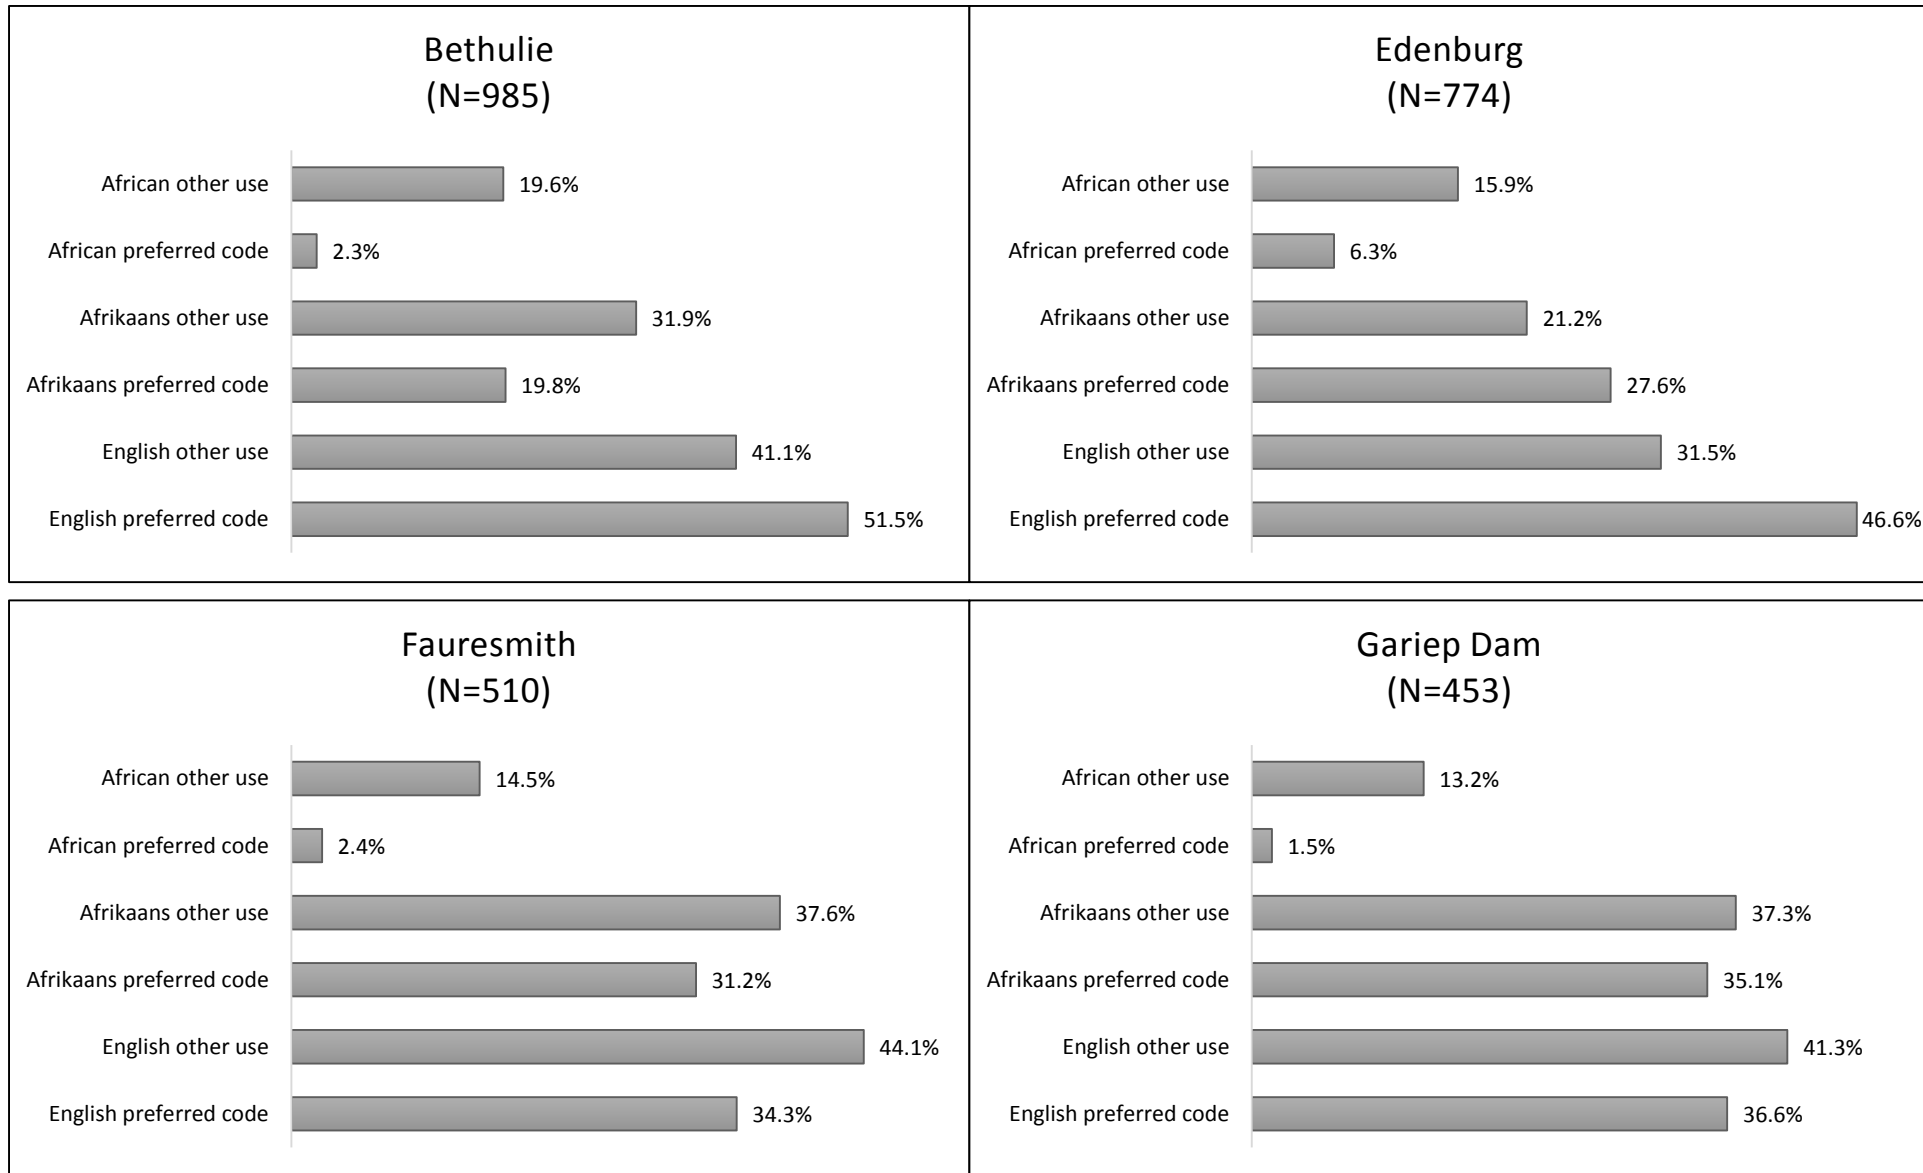 Bethulie
(N=985)
African other use
19.6%
African preferred code
2.3%
Afrikaans other use
31.9%
Afrikaans preferred code
19.8%
English other use
41.1%
English preferred code
51.5%
Edenburg
(N=774)
African other use
15.9%
African preferred code
6.3%
Afrikaans other use
21.2%
Afrikaans preferred code
27.6%
English other use
31.5%
English preferred code
46.6%
Fauresmith
(N=510)
African other use
14.5%
African preferred code
2.4%
Afrikaans other use
37.6%
Afrikaans preferred code
31.2%
English other use
44.1%
English preferred code
34.3%
Gariep Dam
(N=453)
African other use
13.2%
African preferred code
1.5%
Afrikaans other use
37.3%
Afrikaans preferred code
35.1%
English other use
41.3%
English preferred code
36.6%